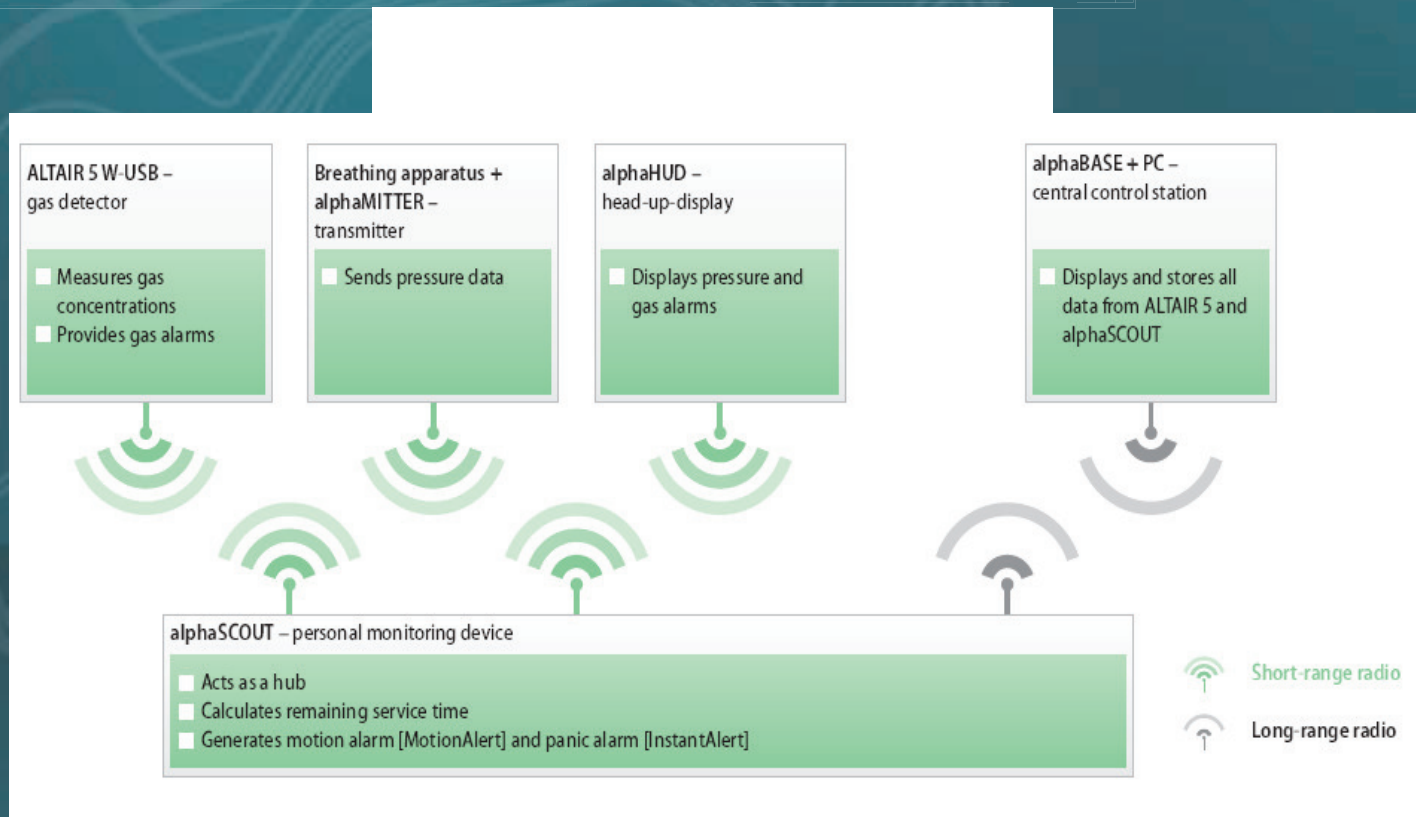 ALTAIR 5 W-USB –
gas detector
Measures gas
concentrations
Provides gas alarms
Breathing apparatus +
alphaMITTER –
transmitter
Sends pressure data
alphaHUD –
head-up-display
Displays pressure and
gas alarms
alphaBASE + PC –
central control station
Displays and stores all
data from ALTAIR 5 and
alphaSCOUT
alphaSCOUT – personal monitoring device
Acts as a hub
Calculates remaining service time
Generates motion alarm [MotionAlert] and panic alarm [InstantAlert]
Short-range radio
Long-range radio